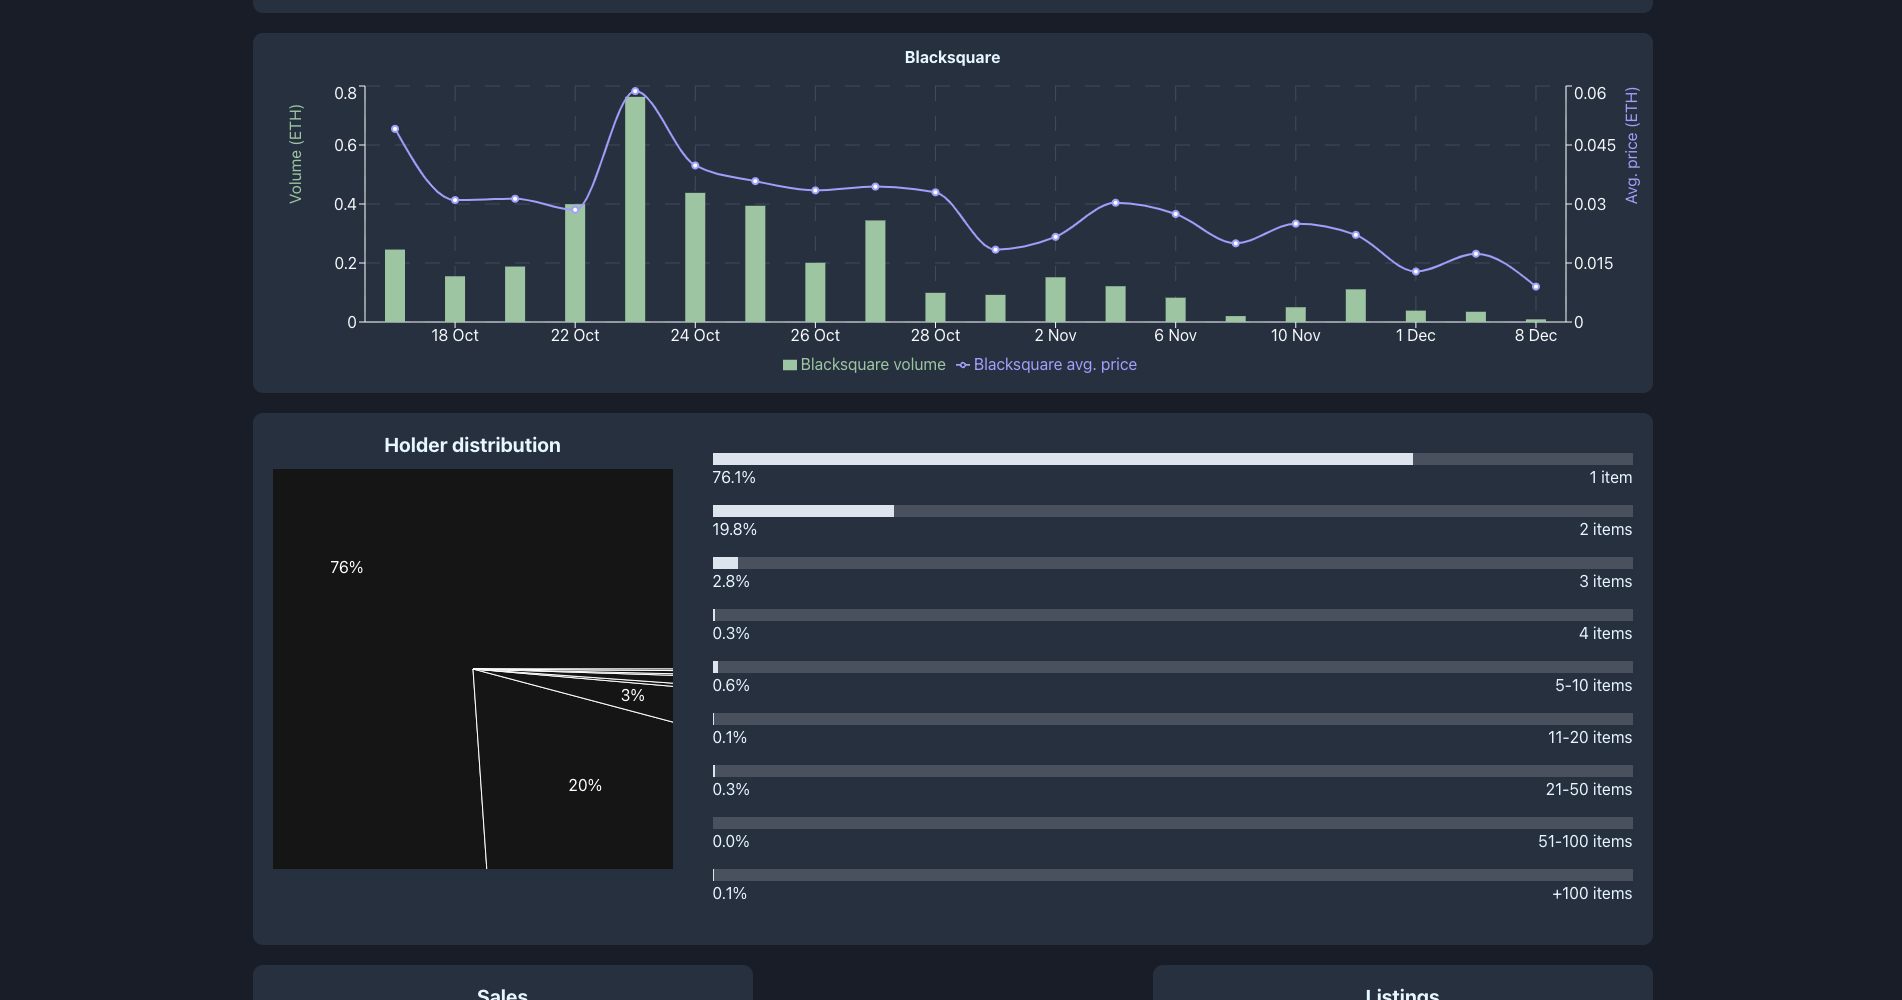 Blacksquare
Volume (ETH)
0.8
0.6
0.4
0.2
0
0.06
0.045
0.03
0.015
0
Avg. price (ETH)
18 Oct 22 Oct 24 Oct 26 Oct 28 Oct 2 Nov 6 Nov 10 Nov 1 Dec 8 Dec
Blacksquare volume Blacksquare avg. price
Holder distribution
76%
3%
20%
76.1% 1 item
19.8% 2 items
2.8% 3 items
0.3% 4 items
0.6% 5-10 items
0.1% 11-20 items
0.3% 21-50 items
0.0% 51-100 items
0.1% +100 items
Sales
Listings